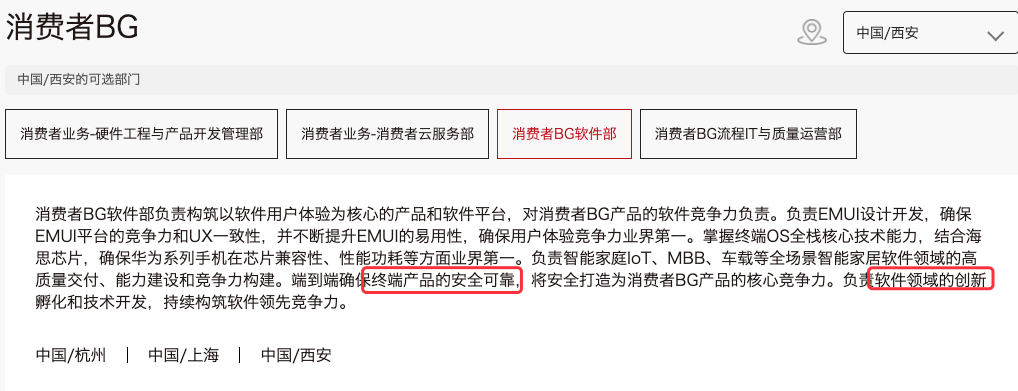 消费者BG
中国/西安
中国/西安的可选部门
消费者业务-硬件工程与产品开发管理部
消费者业务-消费者云服务部
消费者BG软件部
消费者BG流程IT与质量运营部
消费者BG软件部负责构筑以软件用户体验为核心的产品和软件平台，对消费者BG产品的软件竞争力负责。负责EMUI设计开发，确保
EMUI平台的竞争力和UX一致性，并不断提升EMUI的易用性，确保用户体验竞争力业界第一。掌握终端OS全栈核心技术能力，结合海
思芯片，确保华为系列手机在芯片兼容性、性能功耗等方面业界第一。负责智能家庭IoT、MBB、车载等全场景智能家居软件领域的高
质量交付、能力建设和竞争力构建。端到端确保终端产品的安全可靠，将安全打造为消费者BG产品的核心竞争力。负责软件领域的创新
孵化和技术开发，持续构筑软件领先竞争力。
中国/杭州 | 中国/上海 | 中国/西安